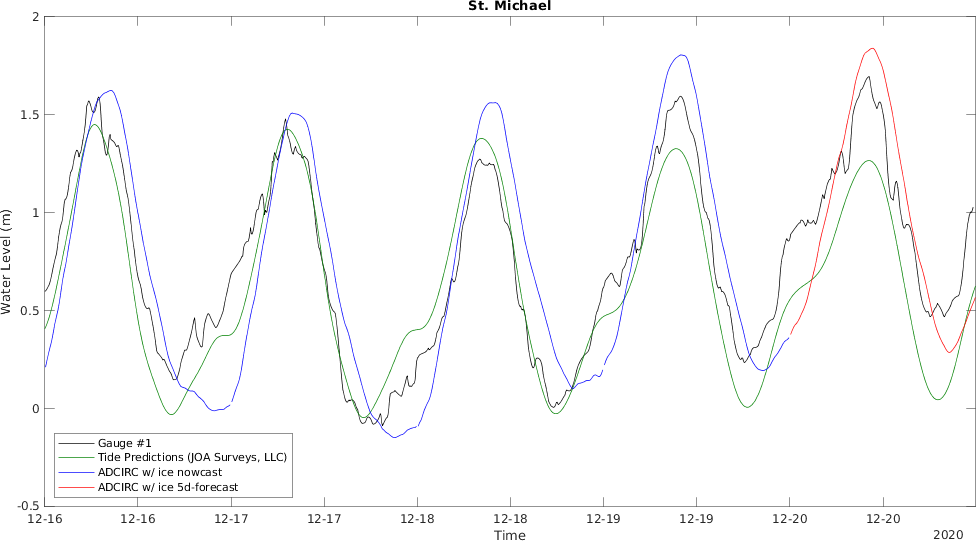 St. Michael
2
1.5
1
0.5
0
-0.5
Water Level (m)
Gauge #1
Tide Predictions (JOA Surveys, LLC)
ADCIRC w/ ice nowcast
ADCIRC w/ ice 5d-forecast
12-16 12-16 12-17 12-17 12-18 12-18 12-19 12-19 12-20 12-20
Time
2020